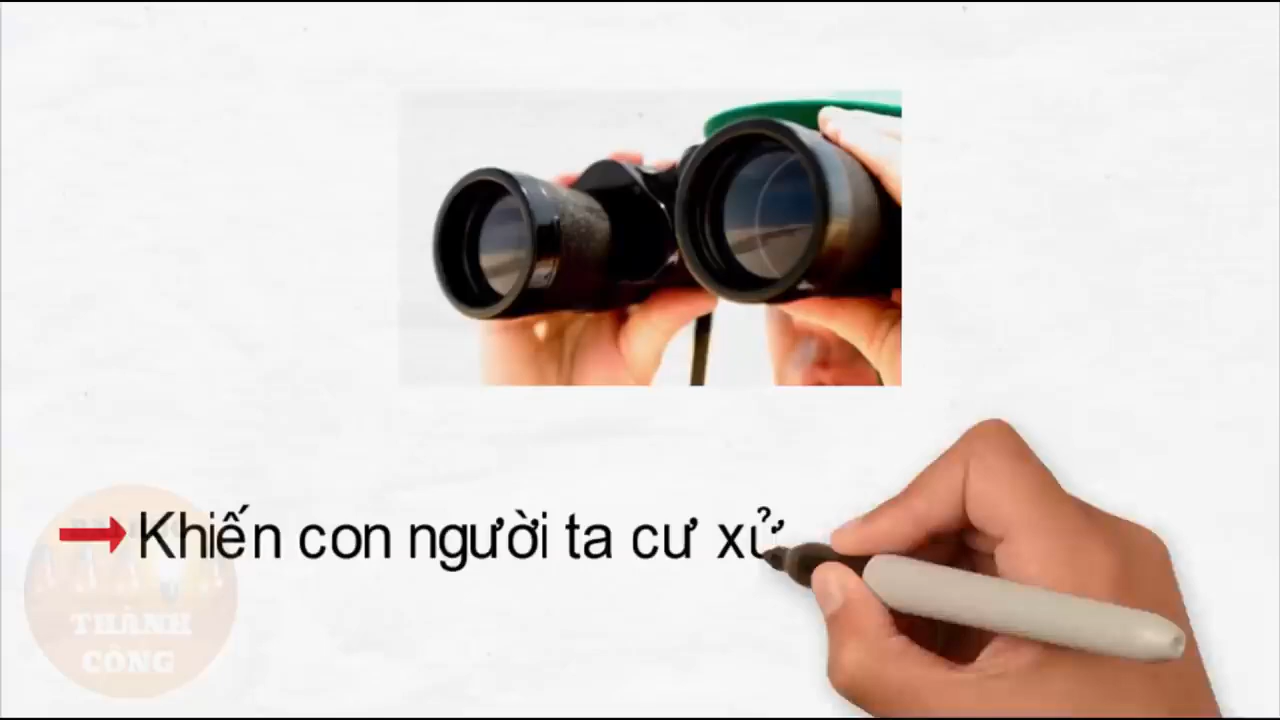 Khiến con người ta cư xử
THÀNH
CÔNG